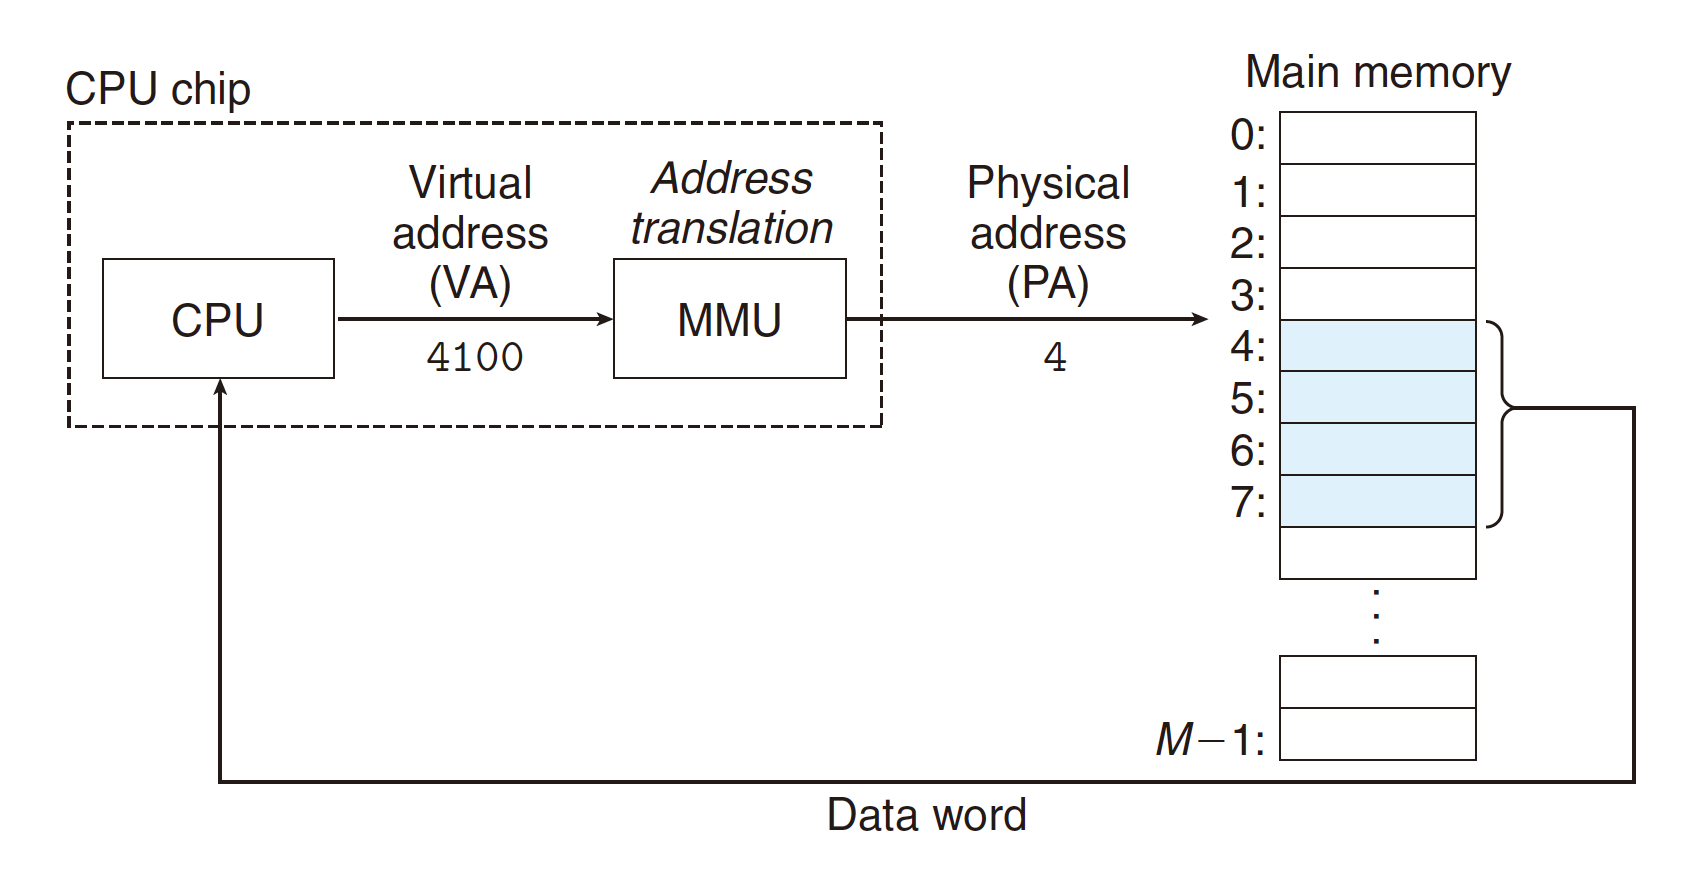 CPU chip
Main memory
Virtual
address
(VA)
Address
translation
Physical
address
(PA)
CPU
4100
MMU
4
0:
1:
2:
3:
4:
5:
6:
7:
M−1:
Data word